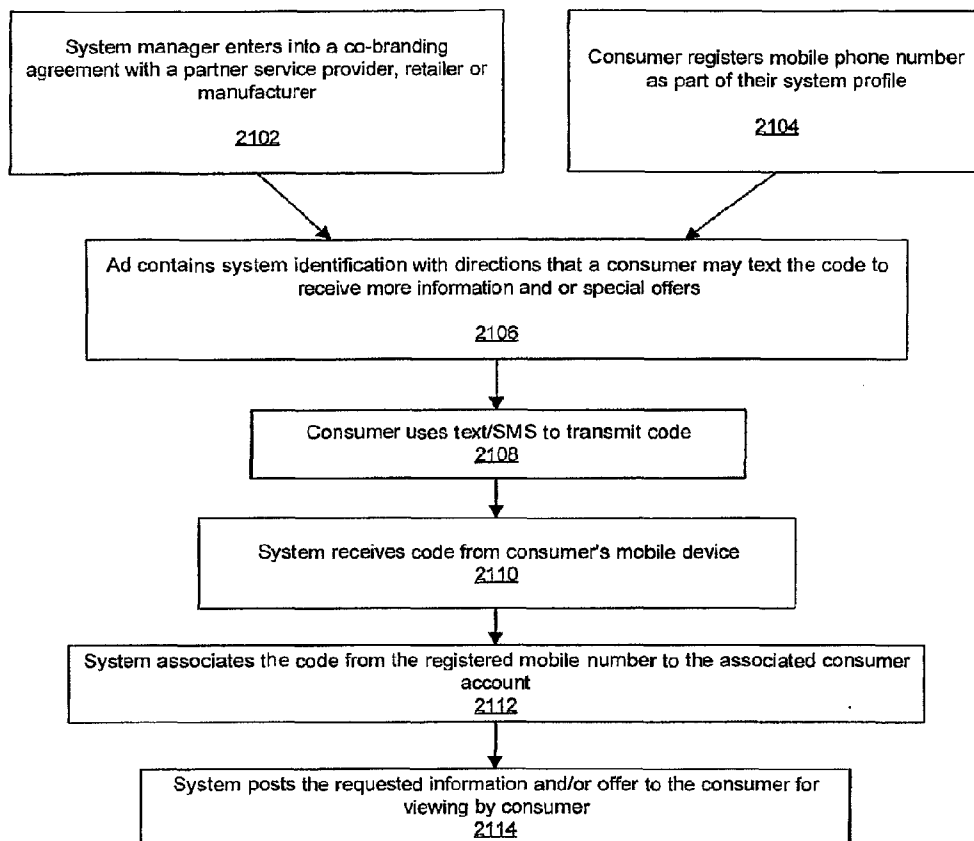 System manager enters into a co-branding
agreement with a partner service provider, retailer or
manufacturer
2102
Consumer registers mobile phone number
as part of their system profile
2104
Ad contains system identification with directions that a consumer may text the code to
receive more information and or special offers
2106
Consumer uses text/SMS to transmit code
2108
System receives code from consumer's mobile device
2110
System associates the code from the registered mobile number to the associated consumer
account
2112
System posts the requested information and/or offer to the consumer for
viewing by consumer
2114